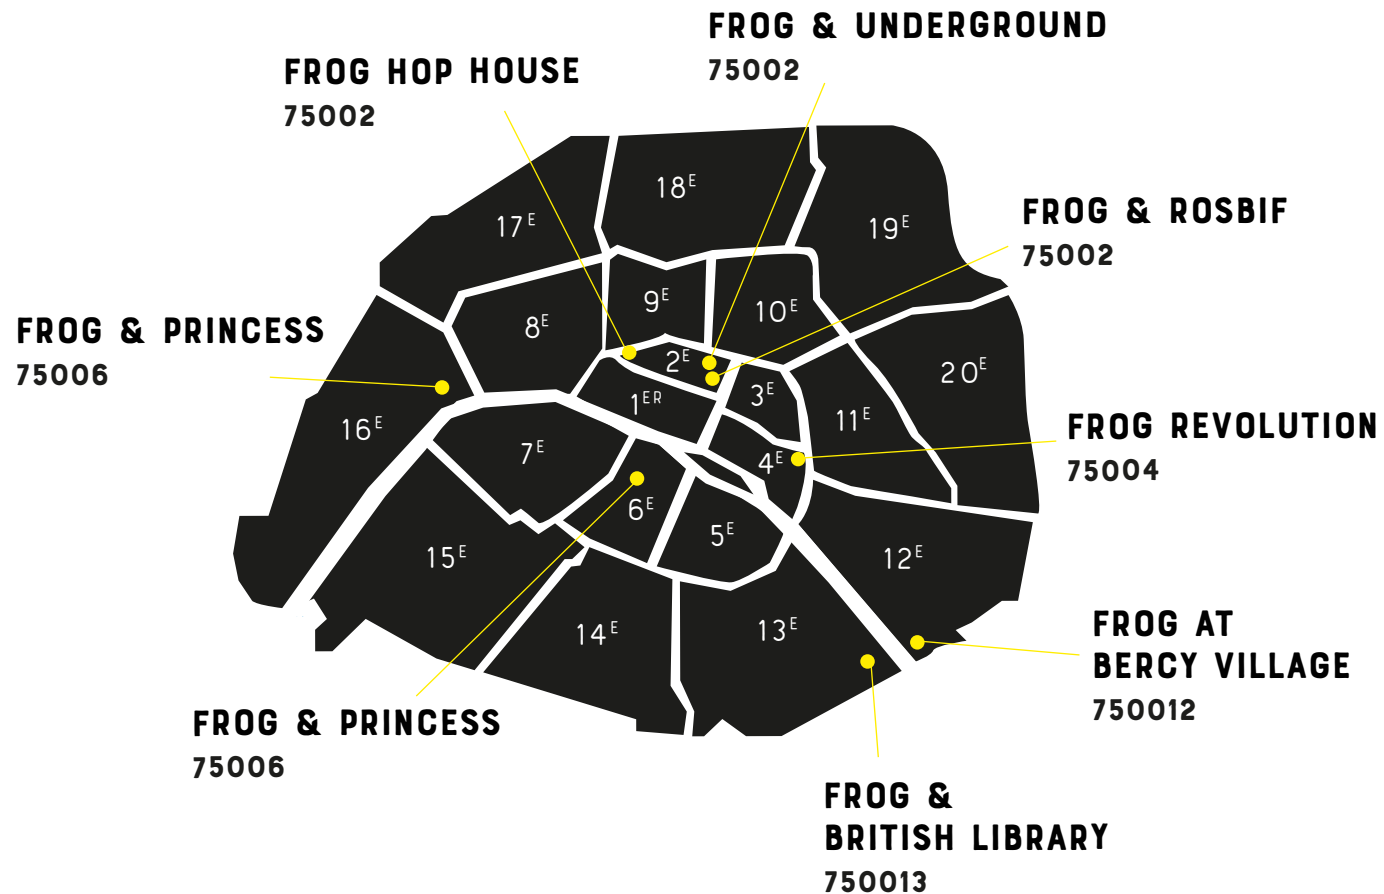 FROG & UNDERGROUND
75002
FROG HOP HOUSE
75002
18E
17E
19E
FROG & ROSBIF
75002
9E
10E
8E
FROG & PRINCESS
75006
2E
20E
3E
1ER
11E
16E
FROG REVOLUTION
75004
7E
4E
6E
5E
15E
12E
14E
13E
FROG AT
BERCY VILLAGE
750012
FROG & PRINCESS
75006
FROG &
BRITISH LIBRARY
750013